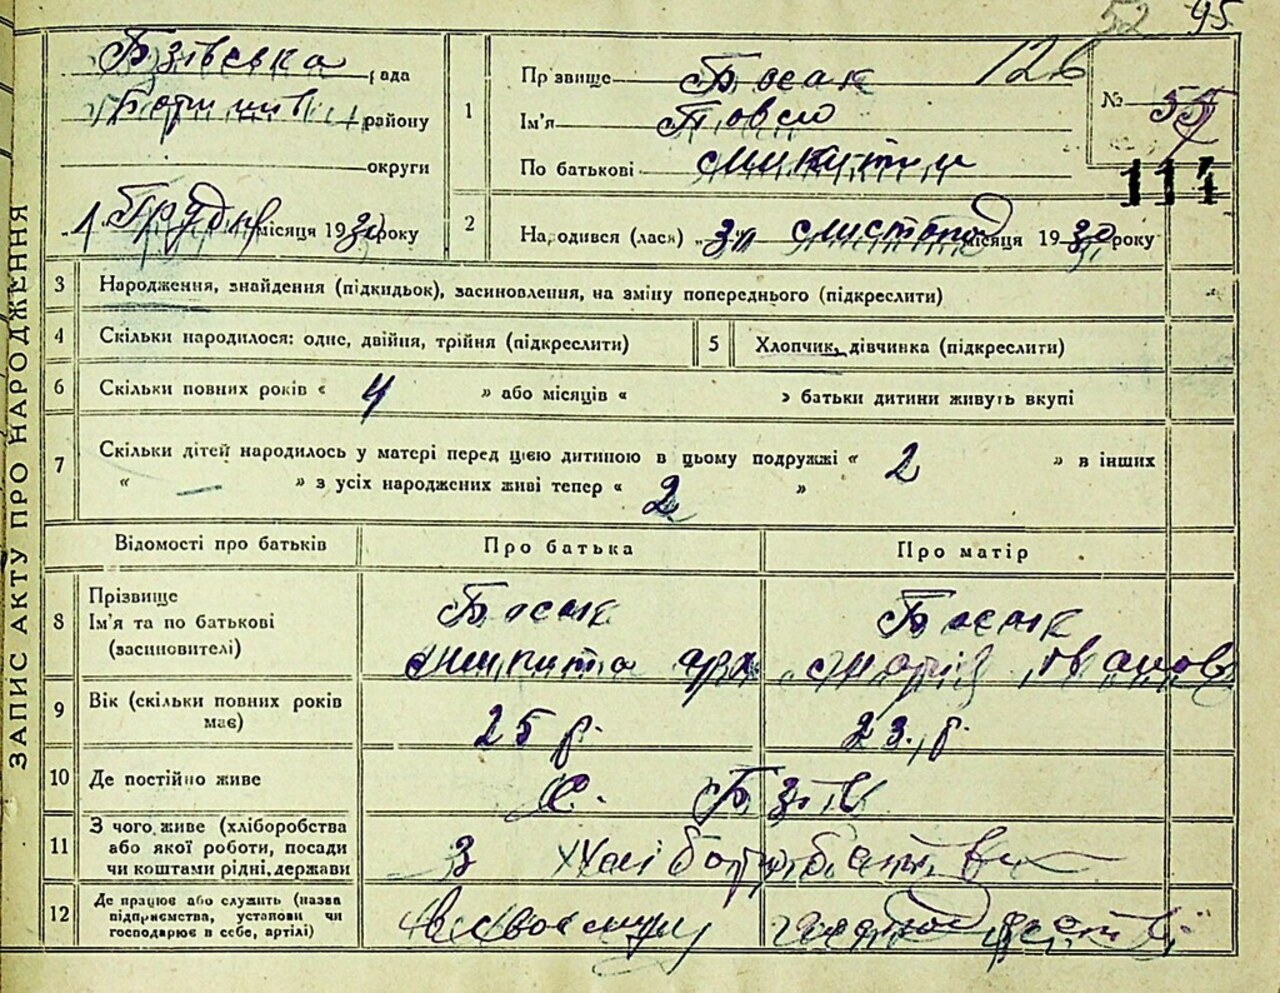 52 95
Бзівська рада
Баришів району
округи
„1" Грудня місяця 1930 року
ЗАПИС АКТУ ПРО НАРОДЖЕННЯ
1
Прізвище Босак 126
Ім'я Павло
По батькові Микити
№ 55
114
2
Народився (лася) „30" листопад місяця 1930 року
3 Народження, знайдення (підкидьок), засиновлення, на зміну попереднього (підкреслити)
4 Скільки народилося: одне, двійня, трійня (підкреслити)
5 Хлопчик, дівчинка (підкреслити)
6 Скільки повних років « 4 » або місяців « » батьки дитини живуть вкупі
7 Скільки дітей народилось у матері перед цією дитиною в цьому подружжі « 2 » в інших
« — » з усіх народжених живі тепер « 2 »
Відомості про батьків Про батька Про матір
8 Прізвище
Ім'я та по батькові
(засиновителі)
Босак
Микита
Босак
Марія Іванов
9 Вік (скільки повних років
має)
25 р. 23. р.
10 Де постійно живе с. Бзів
11 З чого живе (хліборобства
або якої роботи, посади
чи коштами рідні, держави
З Хліборобства
12 Де працює або служить (назва
підприємства, установи чи
господарює в себе, артілі)
в своєму господарстві